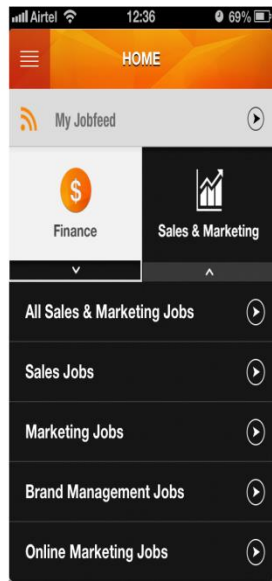 Airtel 12:36 69%
HOME
My Jobfeed
$
Finance Sales & Marketing
All Sales & Marketing Jobs
Sales Jobs
Marketing Jobs
Brand Management Jobs
Online Marketing Jobs